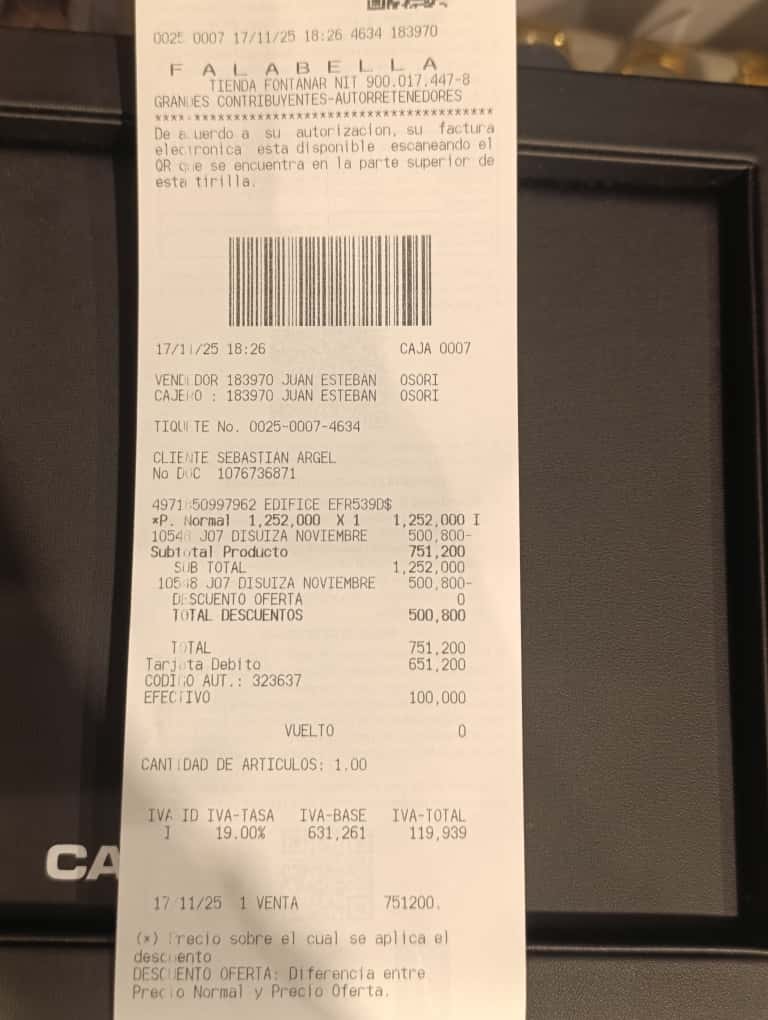 0025 0007 17/11/25 18:26 4634 183970
F A L A B E L L A
TIENDA FONTANAR NIT 900.017.447-8
GRANDES CONTRIBUYENTES-AUTORRETENEDORES
******************************************
De acuerdo a su autorizacion, su factura
electronica esta disponible escaneando el
QR que se encuentra en la parte superior de
esta tirilla.
17/11/25 18:26 CAJA 0007
VENDEDOR 183970 JUAN ESTEBAN OSORI
CAJERO : 183970 JUAN ESTEBAN OSORI
TIQUETE No. 0025-0007-4634
CLIENTE SEBASTIAN ARGEL
No DOC 1076736871
EDIFICE EFR539D$
*P. Normal 1,252,000 X 1 1,252,000 I
10548 J07 DISUIZA NOVIEMBRE 500,800-
Subtotal Producto 751,200
SUB TOTAL 1,252,000
10548 J07 DISUIZA NOVIEMBRE 500,800-
DESCUENTO OFERTA 0
TOTAL DESCUENTOS 500,800
TOTAL 751,200
Tarjeta Debito 651,200
CODIGO AUT.: 323637
EFECTIVO 100,000
VUELTO 0
CANTIDAD DE ARTICULOS: 1.00
IVA ID IVA-TASA IVA-BASE IVA-TOTAL
I 19.00% 631,261 119,939
CA
17/11/25 1 VENTA 751200.
(*) Precio sobre el cual se aplica el
descuento
DESCUENTO OFERTA: Diferencia entre
Precio Normal y Precio Oferta.